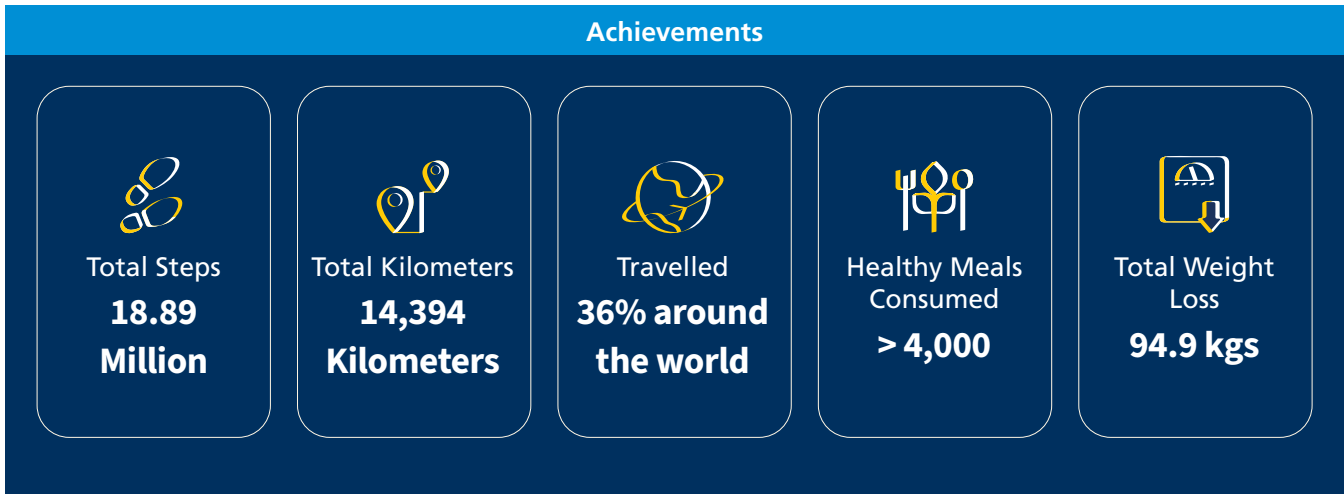 Achievements
Total Steps
18.89
Million
Total Kilometers
14,394
Kilometers
Travelled
36% around
the world
Healthy Meals
Consumed
> 4,000
Total Weight
Loss
94.9 kgs